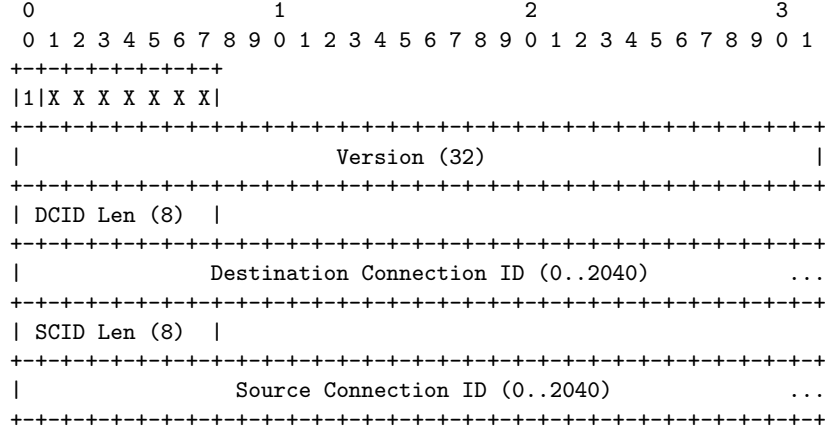 0                   1                   2                   3
 0 1 2 3 4 5 6 7 8 9 0 1 2 3 4 5 6 7 8 9 0 1 2 3 4 5 6 7 8 9 0 1
+-+-+-+-+-+-+-+-+
|1|X X X X X X X|
+-+-+-+-+-+-+-+-+-+-+-+-+-+-+-+-+-+-+-+-+-+-+-+-+-+-+-+-+-+-+-+-+
|                         Version (32)                          |
+-+-+-+-+-+-+-+-+-+-+-+-+-+-+-+-+-+-+-+-+-+-+-+-+-+-+-+-+-+-+-+-+
| DCID Len (8)  |
+-+-+-+-+-+-+-+-+-+-+-+-+-+-+-+-+-+-+-+-+-+-+-+-+-+-+-+-+-+-+-+-+
|               Destination Connection ID (0..2040)           ...
+-+-+-+-+-+-+-+-+-+-+-+-+-+-+-+-+-+-+-+-+-+-+-+-+-+-+-+-+-+-+-+-+
| SCID Len (8)  |
+-+-+-+-+-+-+-+-+-+-+-+-+-+-+-+-+-+-+-+-+-+-+-+-+-+-+-+-+-+-+-+-+
|                 Source Connection ID (0..2040)              ...
+-+-+-+-+-+-+-+-+-+-+-+-+-+-+-+-+-+-+-+-+-+-+-+-+-+-+-+-+-+-+-+-+